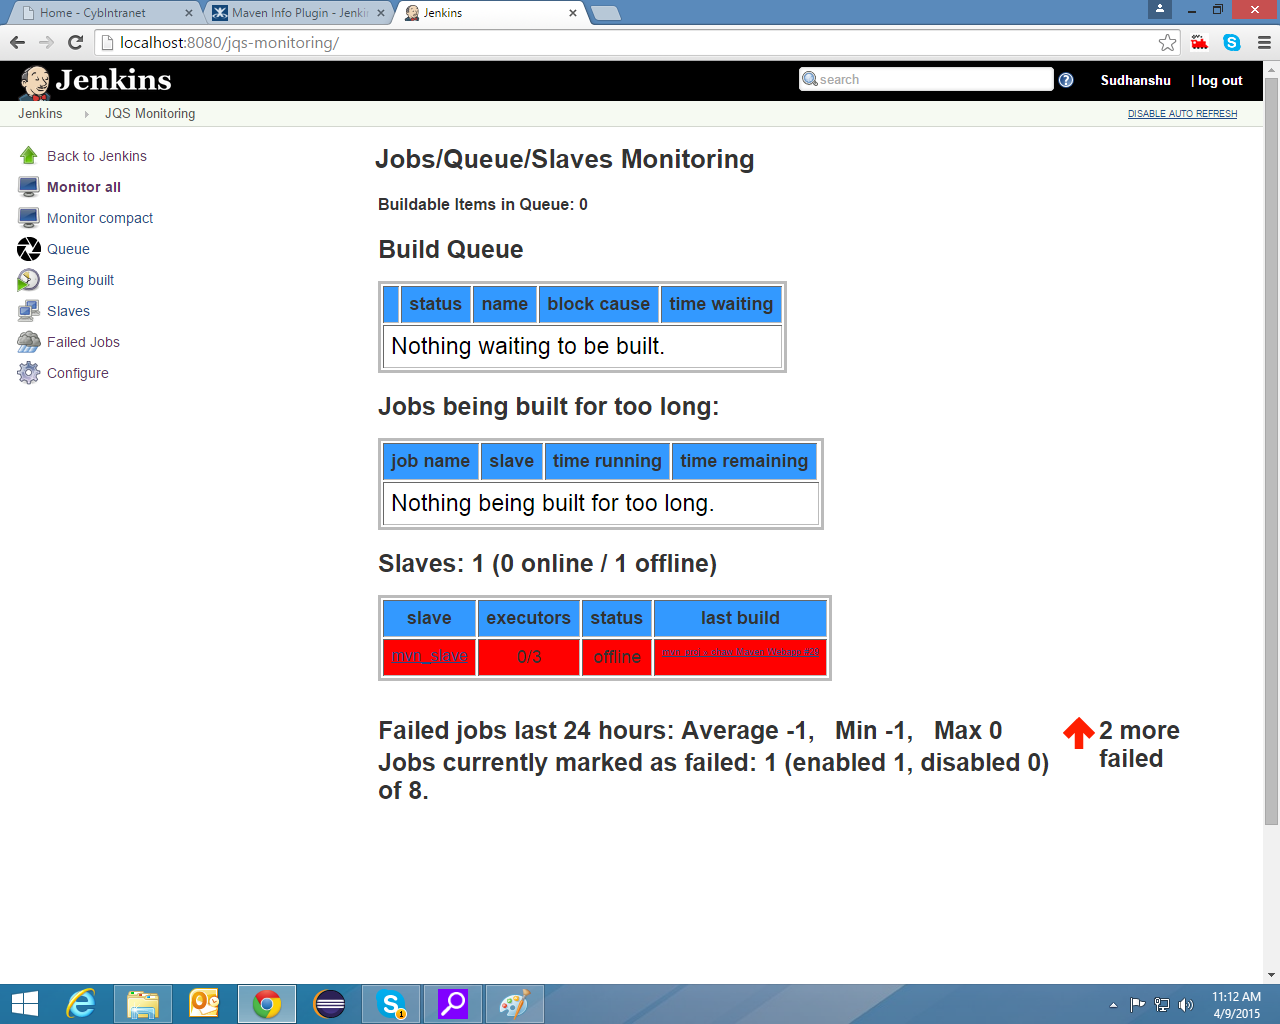 Home - CybIntranet
Maven Info Plugin - Jenki
Jenkins
localhost:8080/jqs-monitoring/
Jenkins
search
Sudhanshu
| log out
Jenkins
JQS Monitoring
DISABLE AUTO REFRESH
Back to Jenkins
Monitor all
Monitor compact
Queue
Being built
Slaves
Failed Jobs
Configure
Jobs/Queue/Slaves Monitoring
Buildable Items in Queue: 0
Build Queue
status name block cause time waiting
Nothing waiting to be built.
Jobs being built for too long:
job name slave time running time remaining
Nothing being built for too long.
Slaves: 1 (0 online / 1 offline)
slave executors status last build
mvn_slave 0/3 offline Maven Webapp #29
Failed jobs last 24 hours: Average -1, Min -1, Max 0
2 more
failed
Jobs currently marked as failed: 1 (enabled 1, disabled 0)
of 8.
1
11:12 AM
4/9/2015